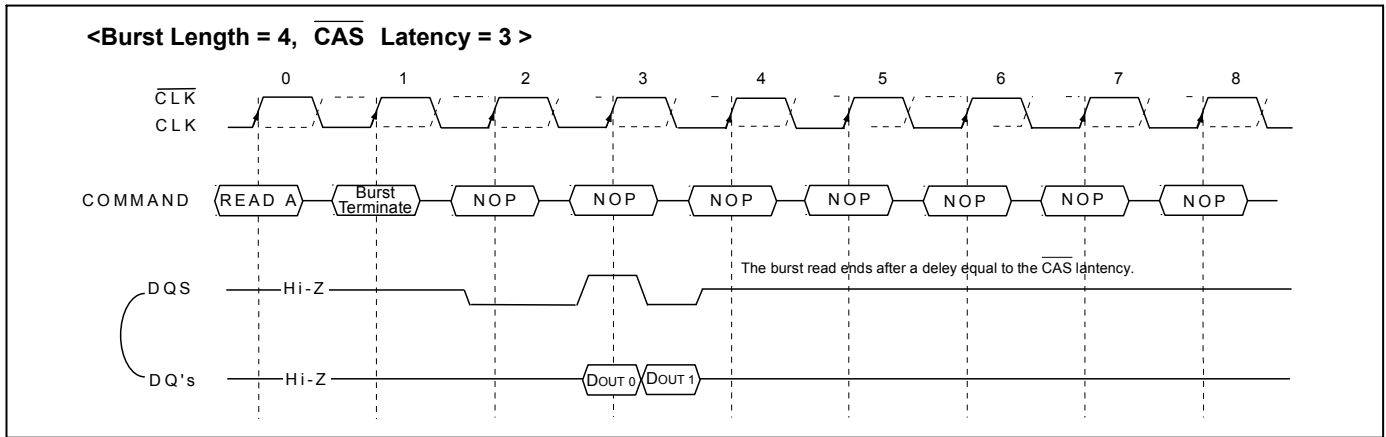 <Burst Length = 4, CAS Latency = 3 >
0 1 2 3 4 5 6 7 8
CLK
CLK
COMMAND READ A Burst Terminate NOP NOP NOP NOP NOP NOP NOP
The burst read ends after a deley equal to the CAS lantency.
DQS Hi-Z
DQ's Hi-Z DOUT 0 DOUT 1